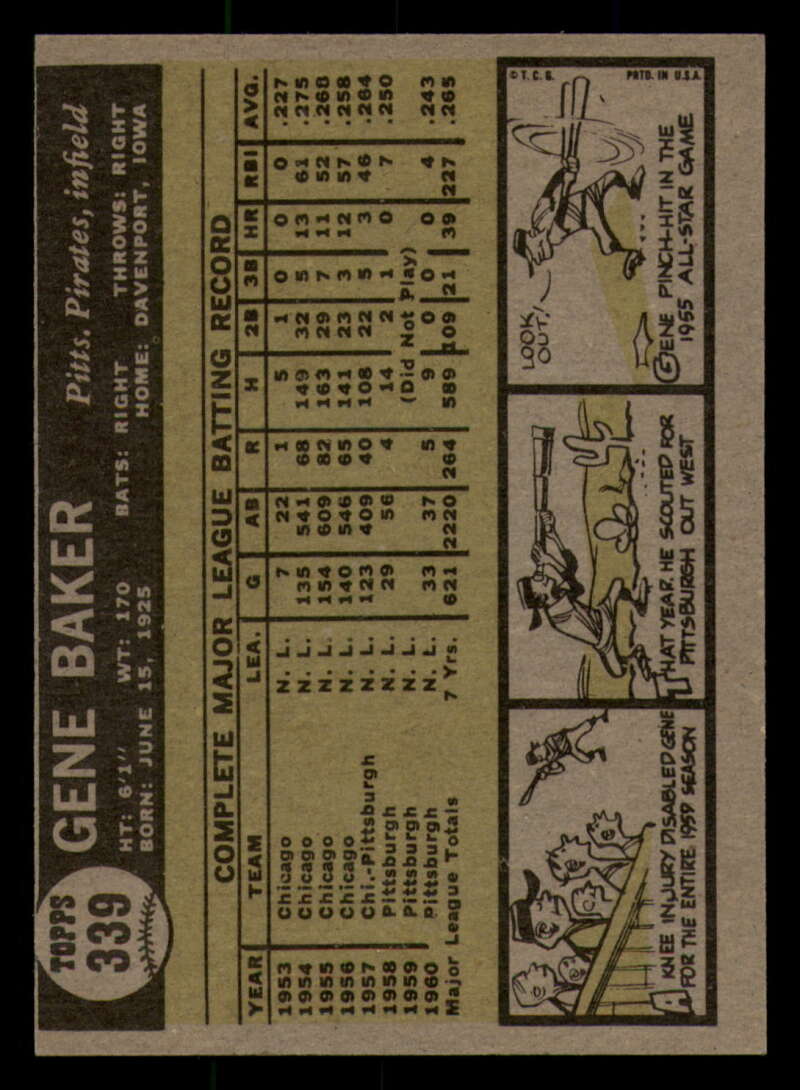 TOPPS
339
GENE BAKER Pitts. Pirates, infield
HT: 6'1" WT: 170 BATS: RIGHT THROWS: RIGHT
BORN: JUNE 15, 1925 HOME: DAVENPORT, IOWA
COMPLETE MAJOR LEAGUE BATTING RECORD
YEAR TEAM LEA. G AB R H 2B 3B HR RBI AVG.
1953 Chicago N. L. 7 22 1 5 1 0 0 0 .227
1954 Chicago N. L. 135 541 68 149 32 5 13 61 .275
1955 Chicago N. L. 154 609 82 163 29 7 11 52 .268
1956 Chicago N. L. 140 546 65 141 23 3 12 57 .258
1957 Chi.-Pittsburgh N. L. 123 409 40 108 22 5 3 46 .264
1958 Pittsburgh N. L. 29 56 4 14 2 1 0 7 .250
1959 Pittsburgh N. L. (Did Not Play)
1960 Pittsburgh N. L. 33 37 5 9 0 0 0 4 .243
Major League Totals 7 Yrs. 621 2220 264 589 109 21 39 227 .265
A KNEE INJURY DISABLED GENE
FOR THE ENTIRE 1959 SEASON
THAT YEAR, HE SCOUTED FOR
PITTSBURGH OUT WEST
©T. C. G. PRTD. IN U.S.A.
LOOK
OUT!
GENE PINCH-HIT IN THE
1955 ALL-STAR GAME